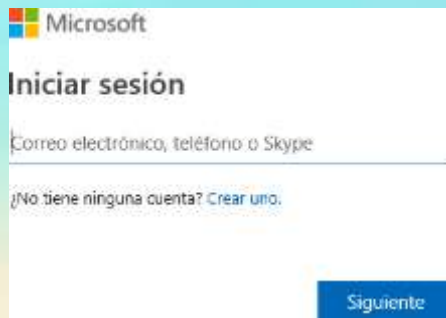 Microsoft
Iniciar sesión
Correo electrónico, teléfono o Skype
¿No tiene ninguna cuenta? Crear uno.
Siguiente